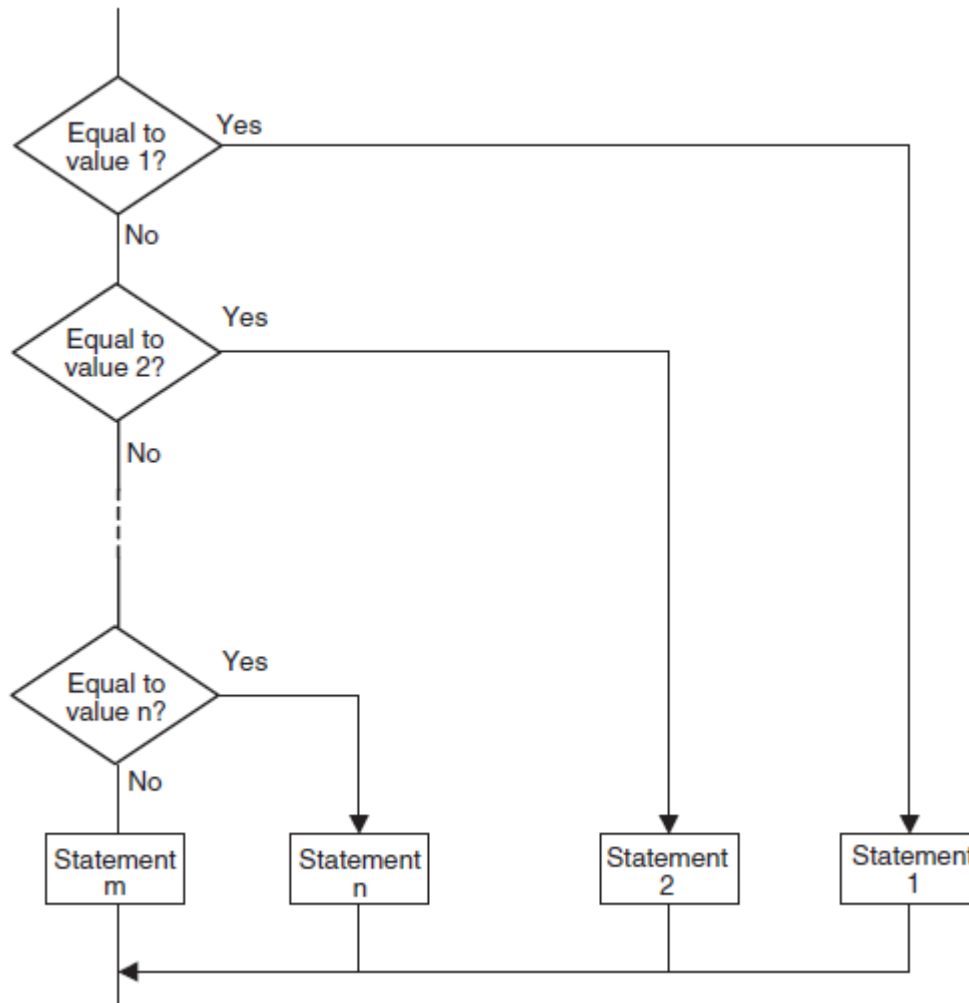 Equal to
value 1?
Yes
No
Equal to
value 2?
Yes
No
Equal to
value n?
Yes
No
Statement
m
Statement
n
Statement
2
Statement
1